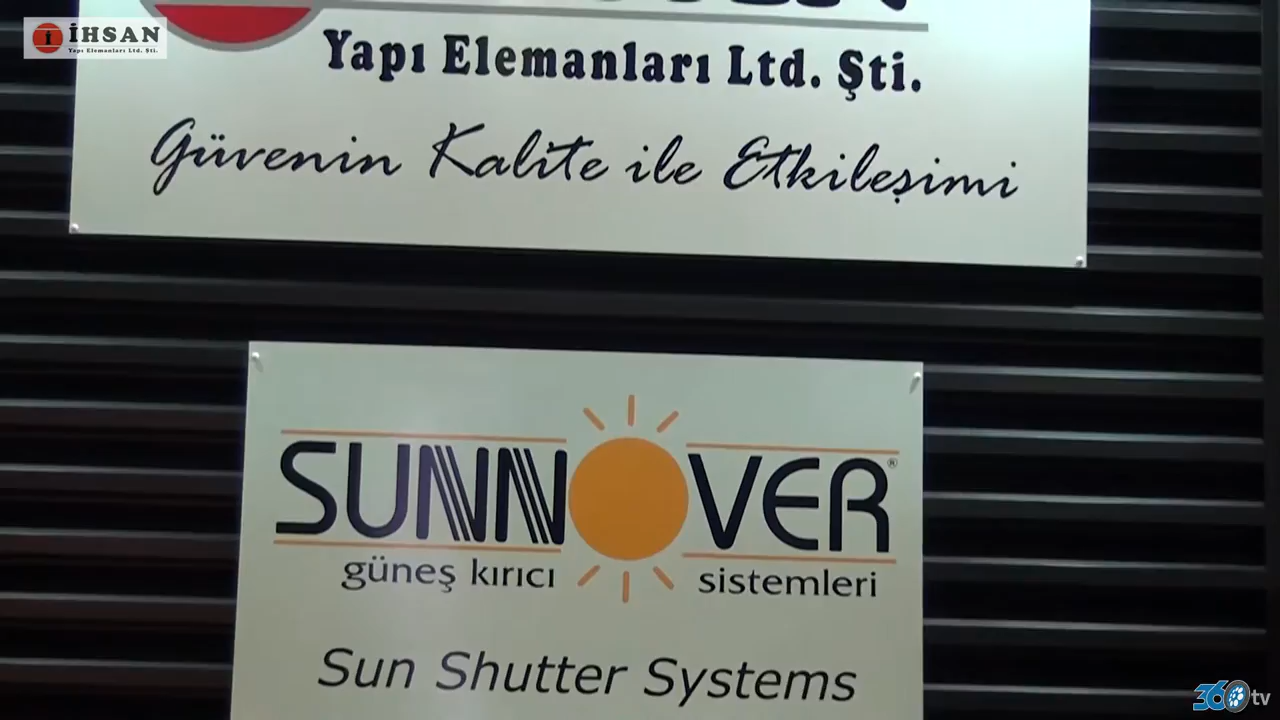 İHSAN
Yapı Elemanları Ltd. Şti.
Yapı Elemanları Ltd. Şti.
Güvenin Kalite ile Etkileşimi
SUNNOVER®
güneş kırıcı sistemleri
Sun Shutter Systems
360tv